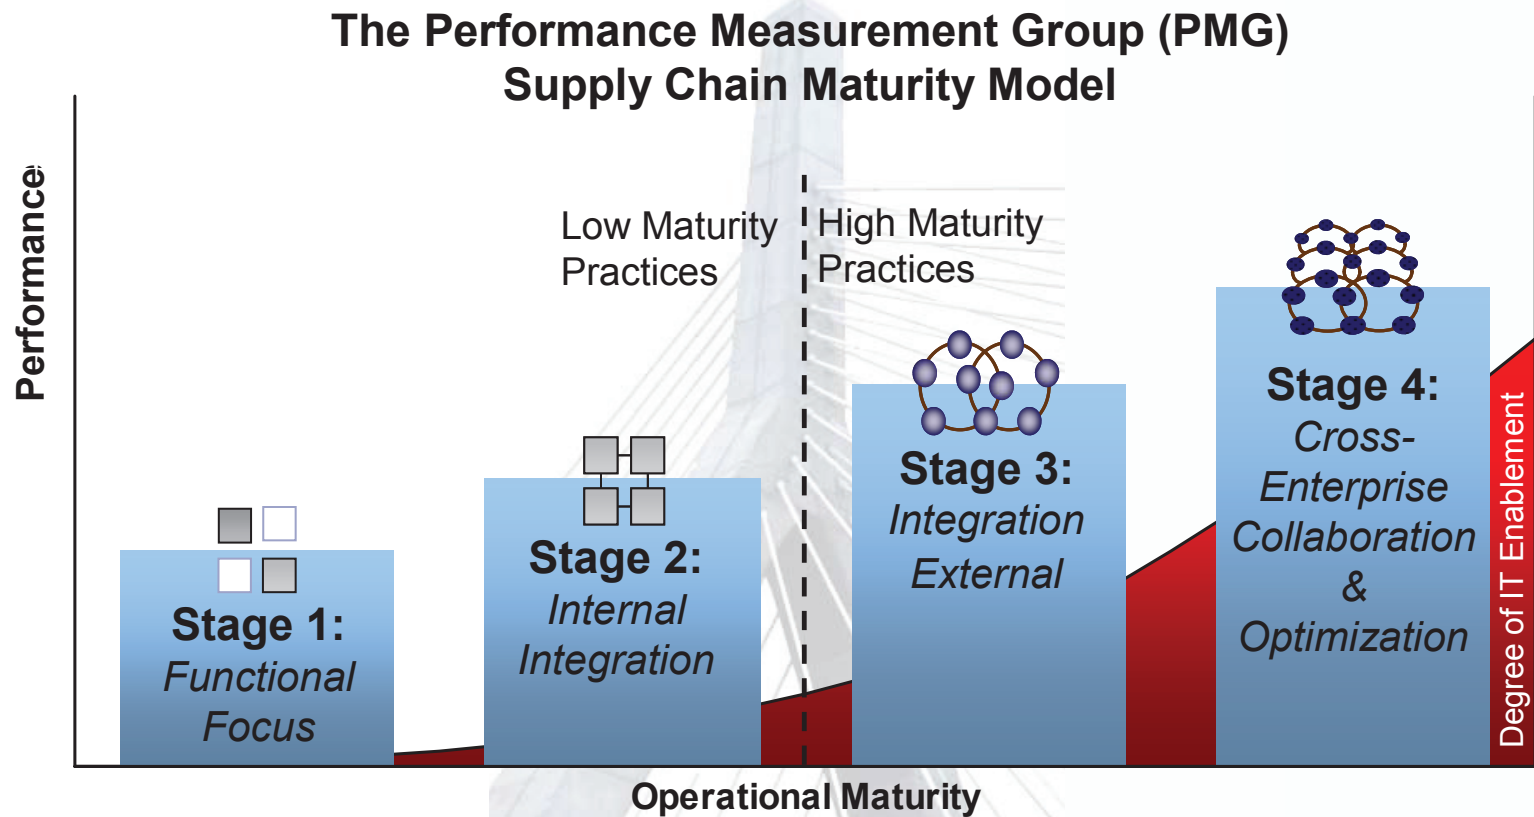 The Performance Measurement Group (PMG)
Supply Chain Maturity Model
Performance
Low Maturity
Practices
High Maturity
Practices
Stage 1:
Functional
Focus
Stage 2:
Internal
Integration
Stage 3:
Integration
External
Stage 4:
Cross-
Enterprise
Collaboration
&
Optimization
Degree of IT Enablement
Operational Maturity